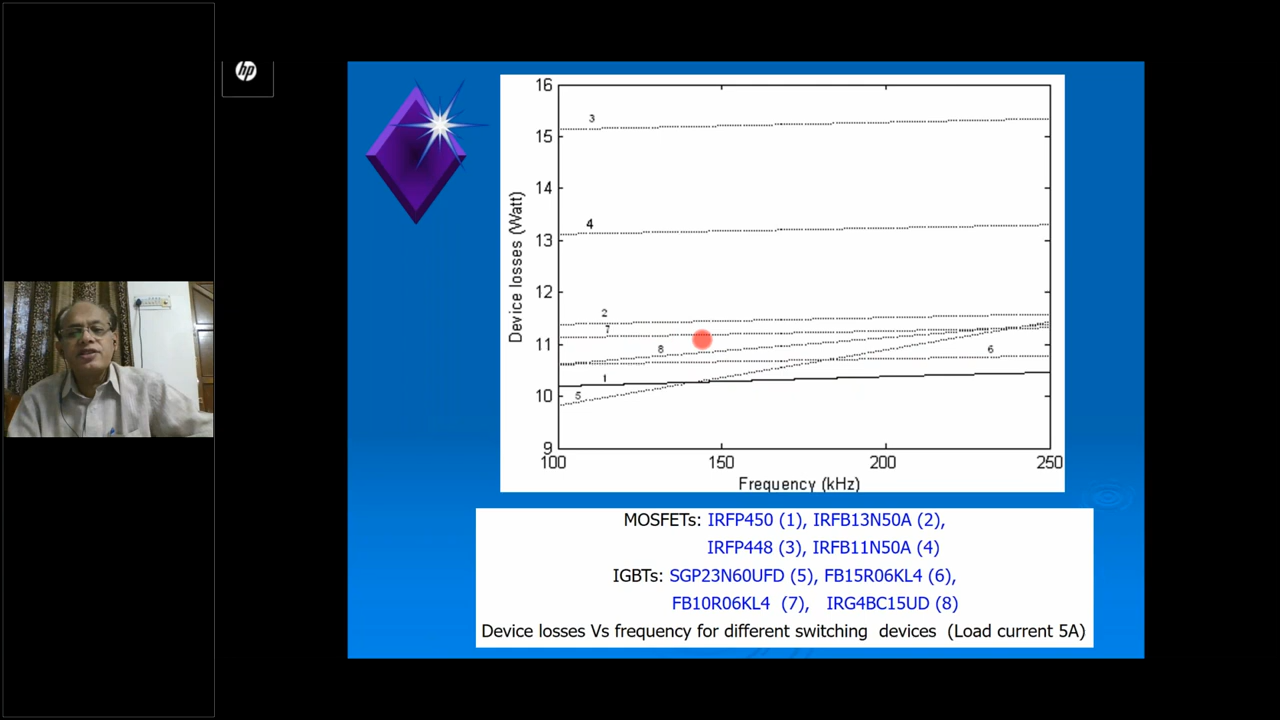 hp
16
15
14
13
12
11
10
9
Device losses (Watt)
3
4
2
7
8
6
1
5
100 150 200 250
Frequency (kHz)
MOSFETs: IRFP450 (1), IRFB13N50A (2),
IRFP448 (3), IRFB11N50A (4)
IGBTs: SGP23N60UFD (5), FB15R06KL4 (6),
FB10R06KL4 (7), IRG4BC15UD (8)
Device losses Vs frequency for different switching devices (Load current 5A)